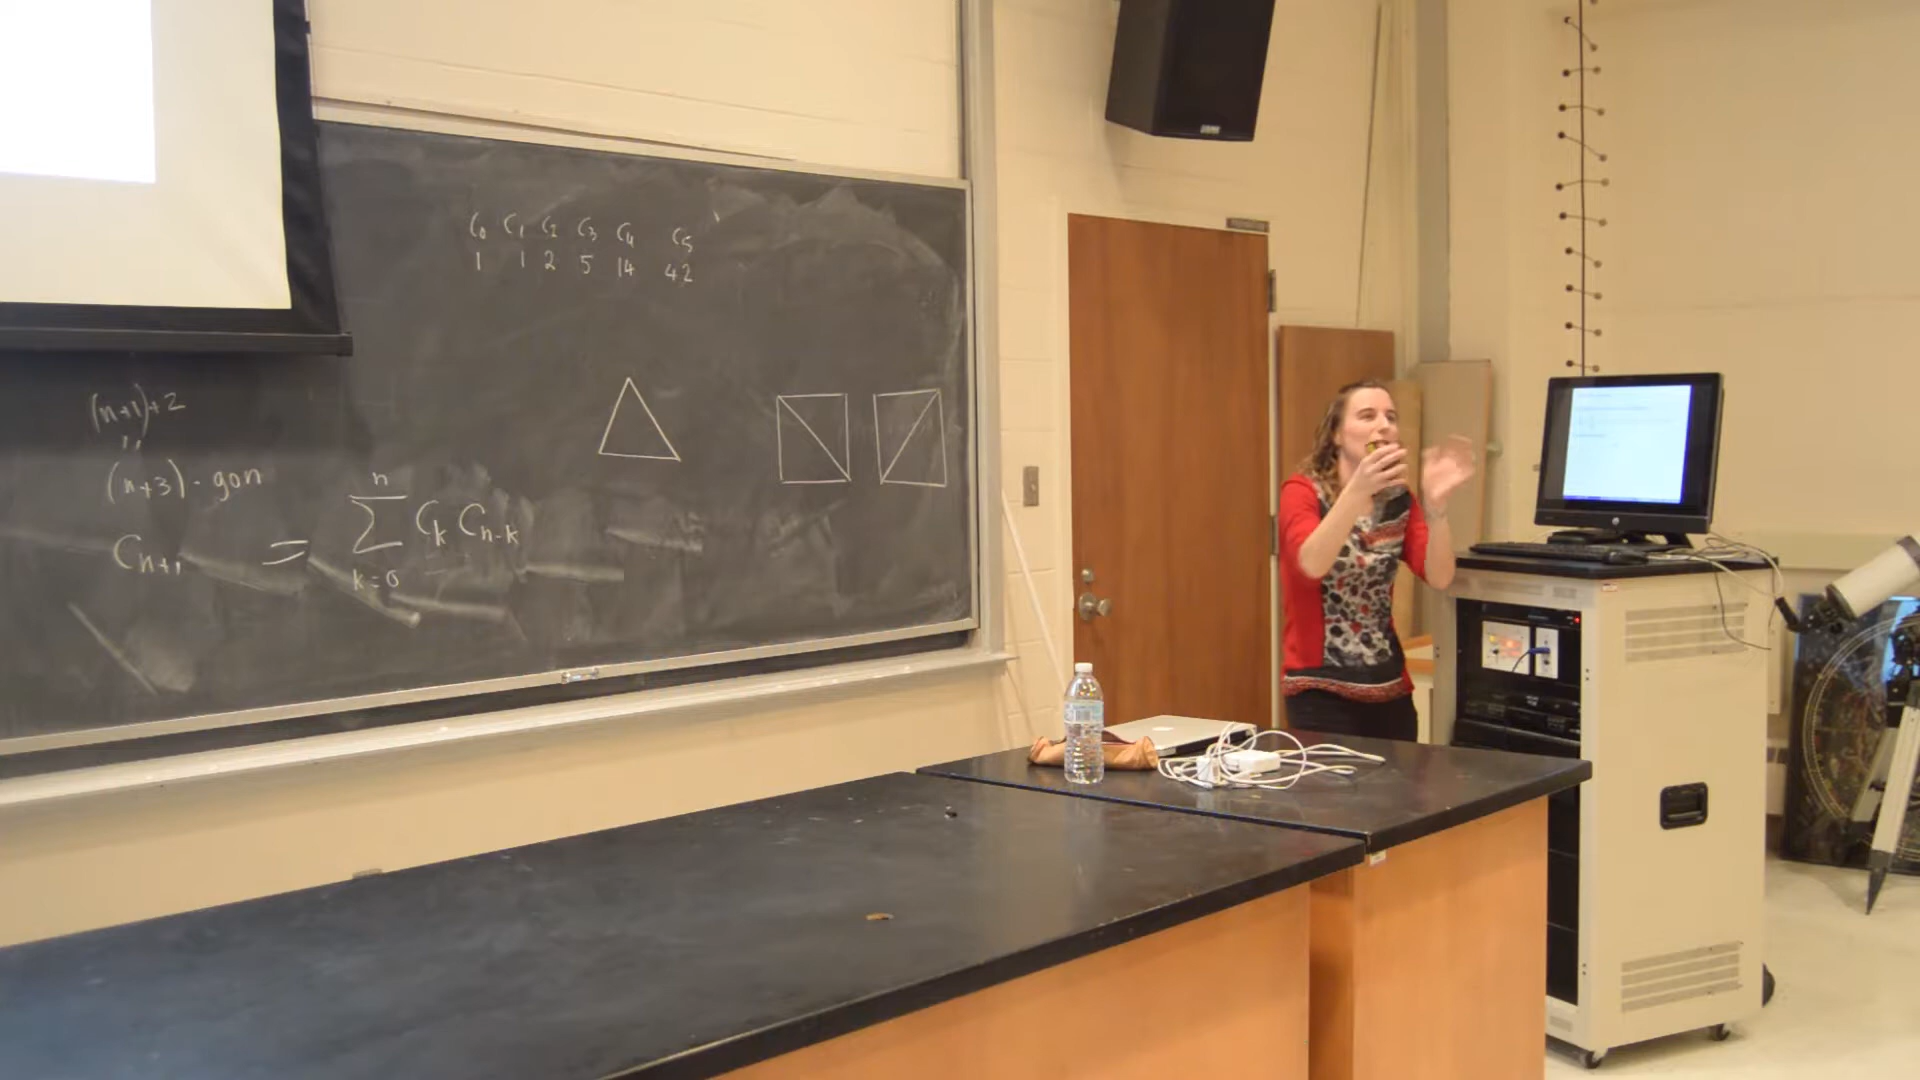 C₀ C₁ C₂ C₃ C₄ C₅
1 1 2 5 14 42
(n+1)+2
"
(n+3)-gon
n
Cₙ₊₁ = ∑ Cₖ Cₙ₋ₖ
k=0